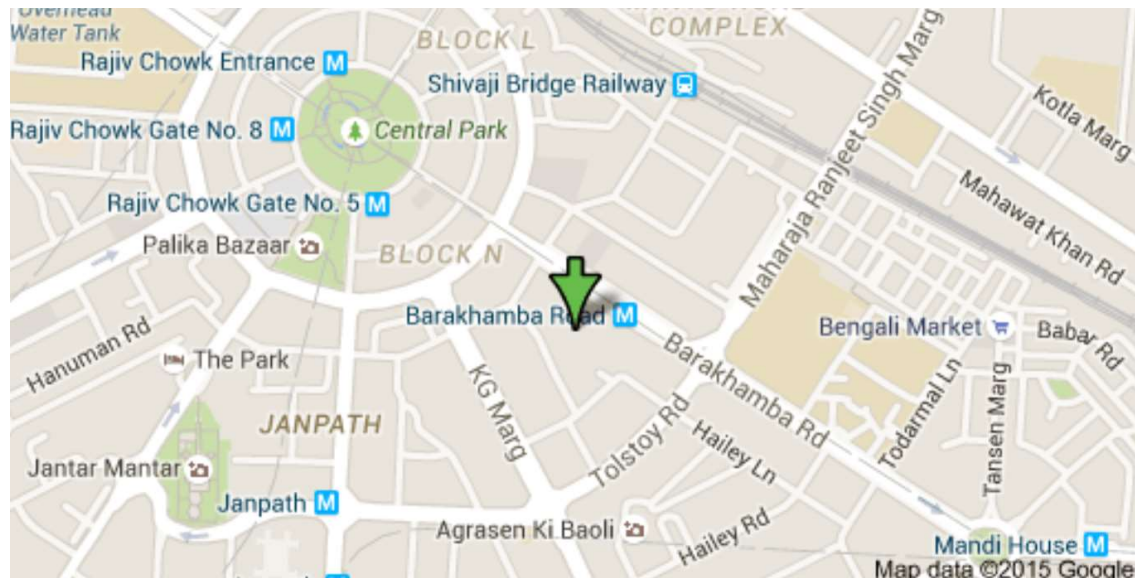 Overhead
Water Tank
BLOCK L
COMPLEX
Rajiv Chowk Entrance M
Shivaji Bridge Railway
Maharaja Ranjeet Singh Marg
Kotla Marg
Rajiv Chowk Gate No. 8 M
Central Park
Mahawat Khan Rd
Rajiv Chowk Gate No. 5 M
Palika Bazaar
BLOCK N
Barakhamba Road M
Bengali Market
Babar Rd
Hanuman Rd
The Park
Barakhamba Rd
KG Marg
Todarmal Ln
Tansen Marg
JANPATH
Tolstoy Rd
Hailey Ln
Jantar Mantar
Janpath M
Agrasen Ki Baoli
Hailey Rd
Mandi House M
Map data ©2015 Google